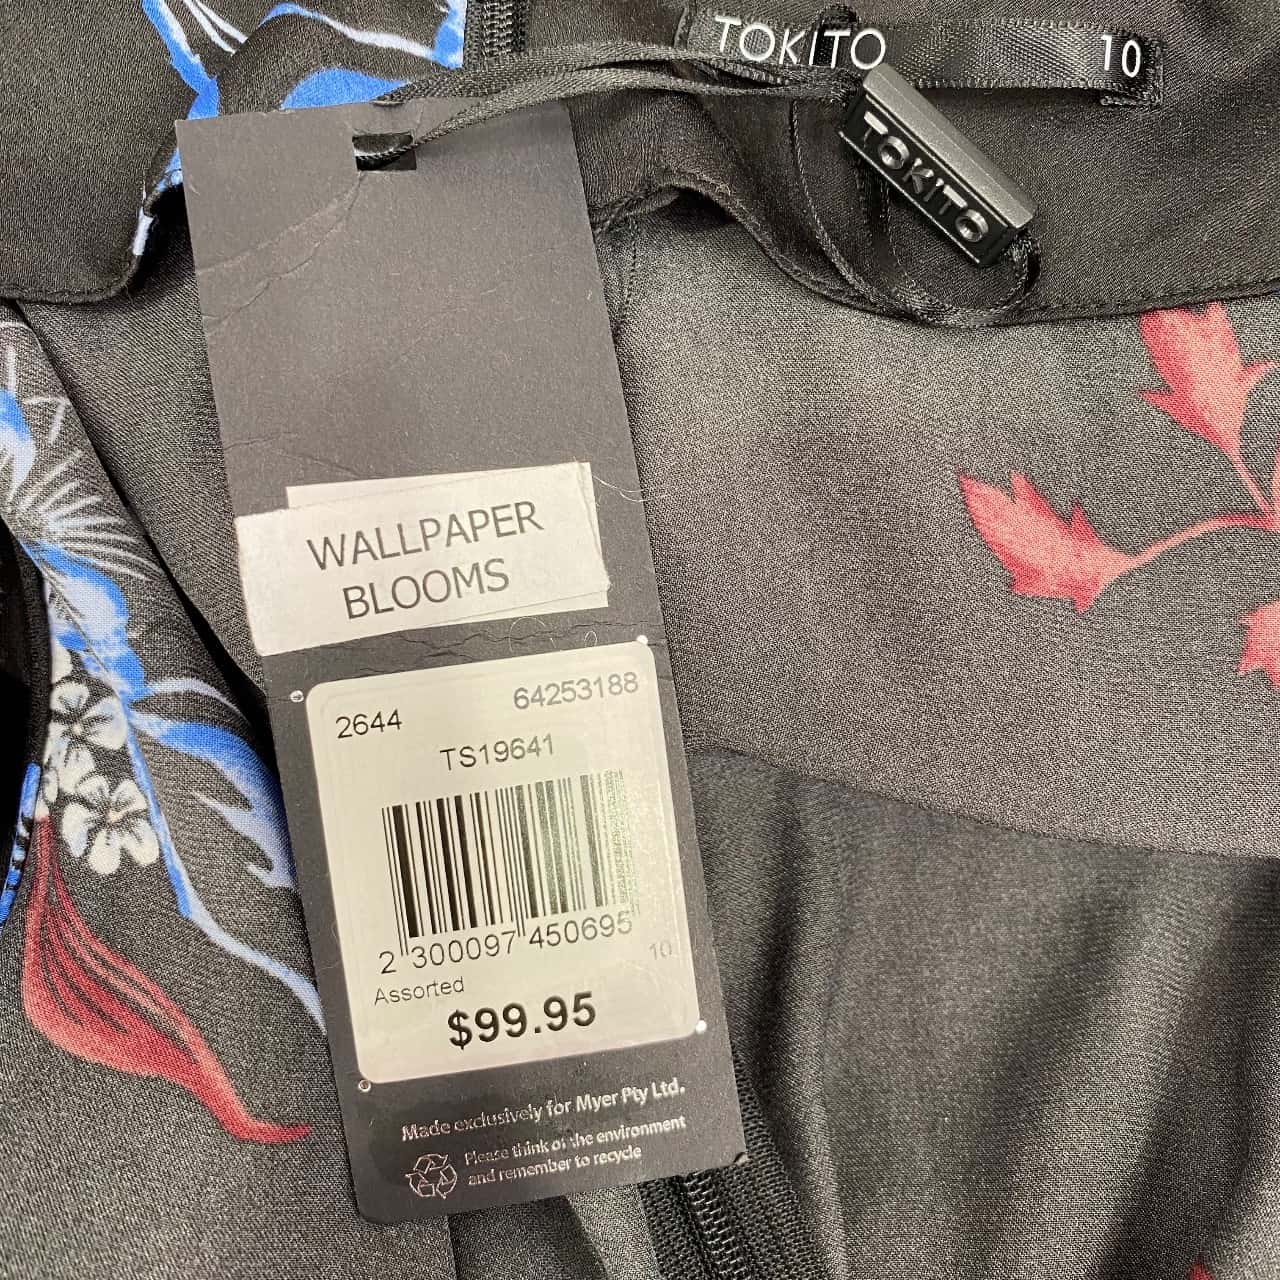 TOKITO 10
TOKITO
WALLPAPER
BLOOMS
2644 64253188
TS19641
2 300097 450695
Assorted 10
$99.95
Made exclusively for Myer Pty Ltd.
Please think of the environment
and remember to recycle